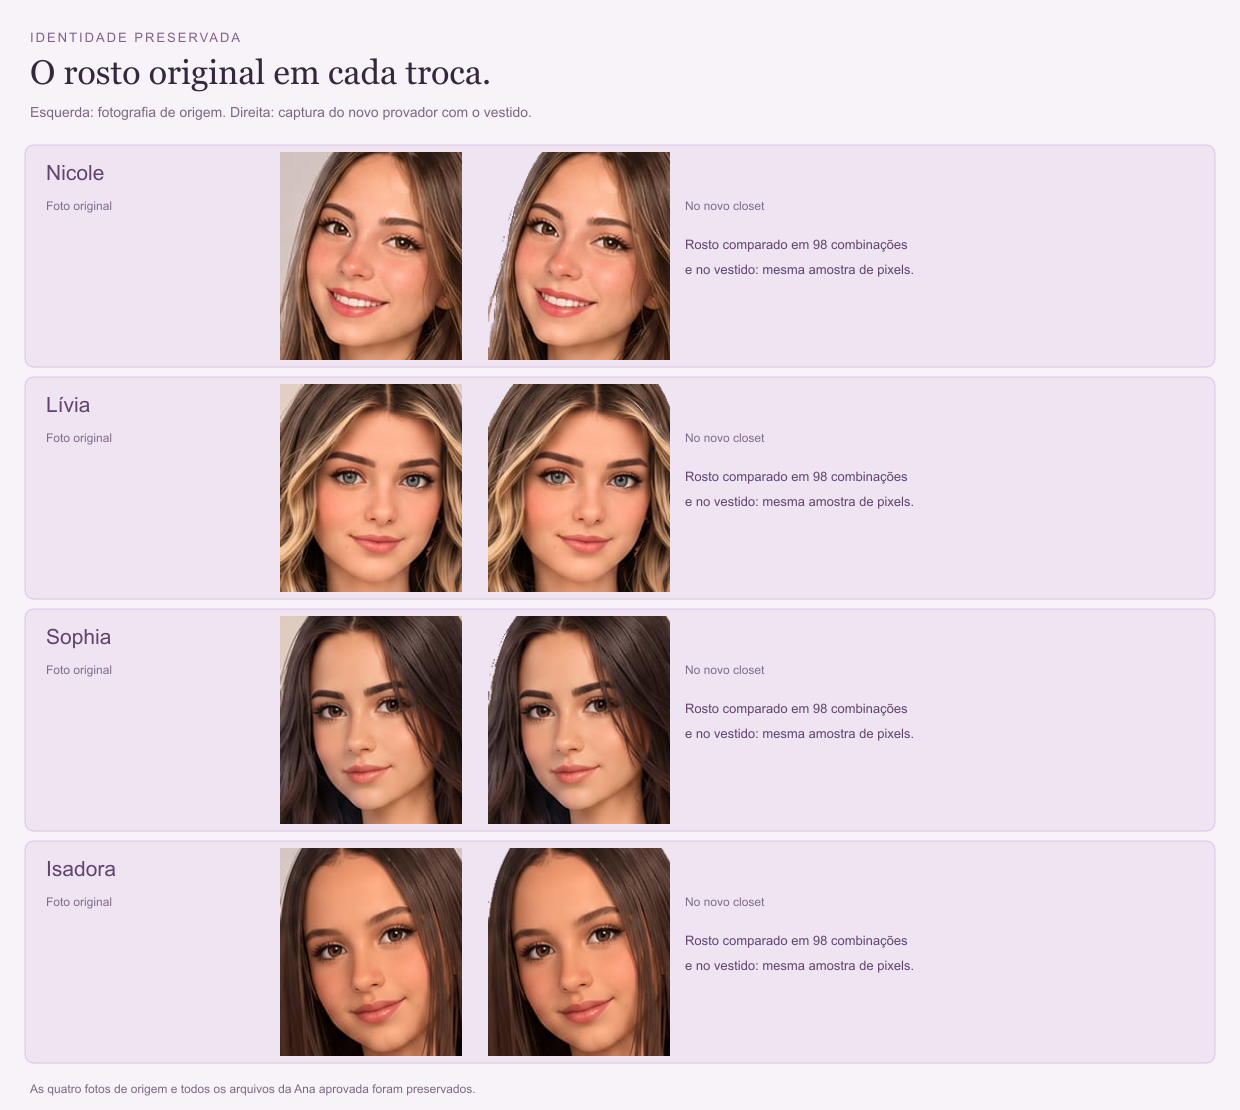 IDENTIDADE PRESERVADA
O rosto original em cada troca.
Esquerda: fotografia de origem. Direita: captura do novo provador com o vestido.
Nicole
Foto original
No novo closet
Rosto comparado em 98 combinações
e no vestido: mesma amostra de pixels.
Lívia
Foto original
No novo closet
Rosto comparado em 98 combinações
e no vestido: mesma amostra de pixels.
Sophia
Foto original
No novo closet
Rosto comparado em 98 combinações
e no vestido: mesma amostra de pixels.
Isadora
Foto original
No novo closet
Rosto comparado em 98 combinações
e no vestido: mesma amostra de pixels.
As quatro fotos de origem e todos os arquivos da Ana aprovada foram preservados.